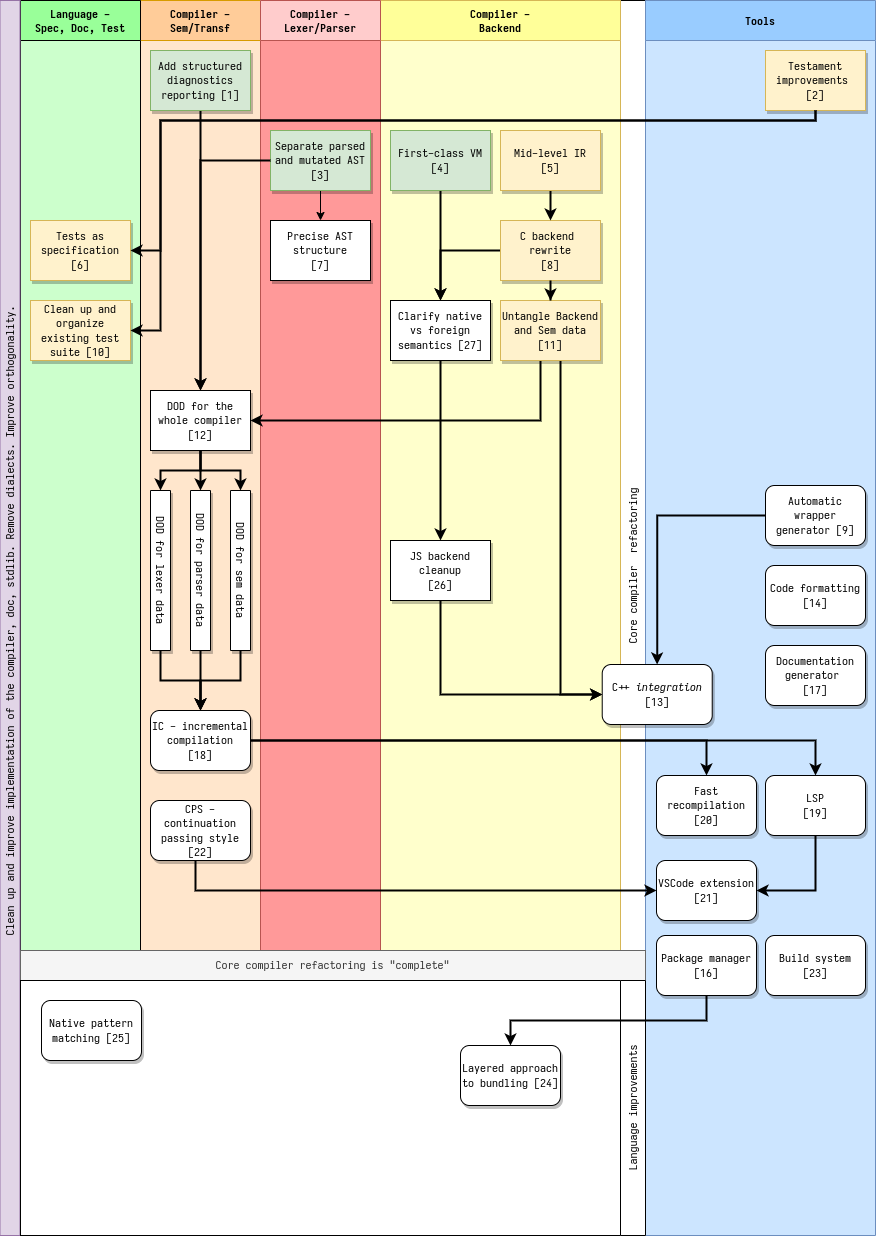 Language –
Spec, Doc, Test
Compiler –
Sem/Transf
Compiler –
Lexer/Parser
Compiler –
Backend
Tools
Add structured
diagnostics
reporting [1]
Testament
improvements
[2]
Separate parsed
and mutated AST
[3]
First–class VM
[4]
Mid–level IR
[5]
Tests as
specification
[6]
Precise AST
structure
[7]
C backend
rewrite
[8]
Clean up and
organize
existing test
suite [10]
Clarify native
vs foreign
semantics [27]
Untangle Backend
and Sem data
[11]
DOD for the
whole compiler
[12]
DOD for lexer data
DOD for parser data
DOD for sem data
Automatic
wrapper
generator [9]
JS backend
cleanup
[26]
Code formatting
[14]
Core compiler refactoring
Documentation
generator
[17]
C++ integration
[13]
IC – incremental
compilation
[18]
Fast
recompilation
[20]
LSP
[19]
CPS –
continuation
passing style
[22]
VSCode extension
[21]
Clean up and improve implementation of the compiler, doc, stdlib. Remove dialects. Improve orthogonality.
Package manager
[16]
Build system
[23]
Core compiler refactoring is "complete"
Native pattern
matching [25]
Layered approach
to bundling [24]
Language improvements